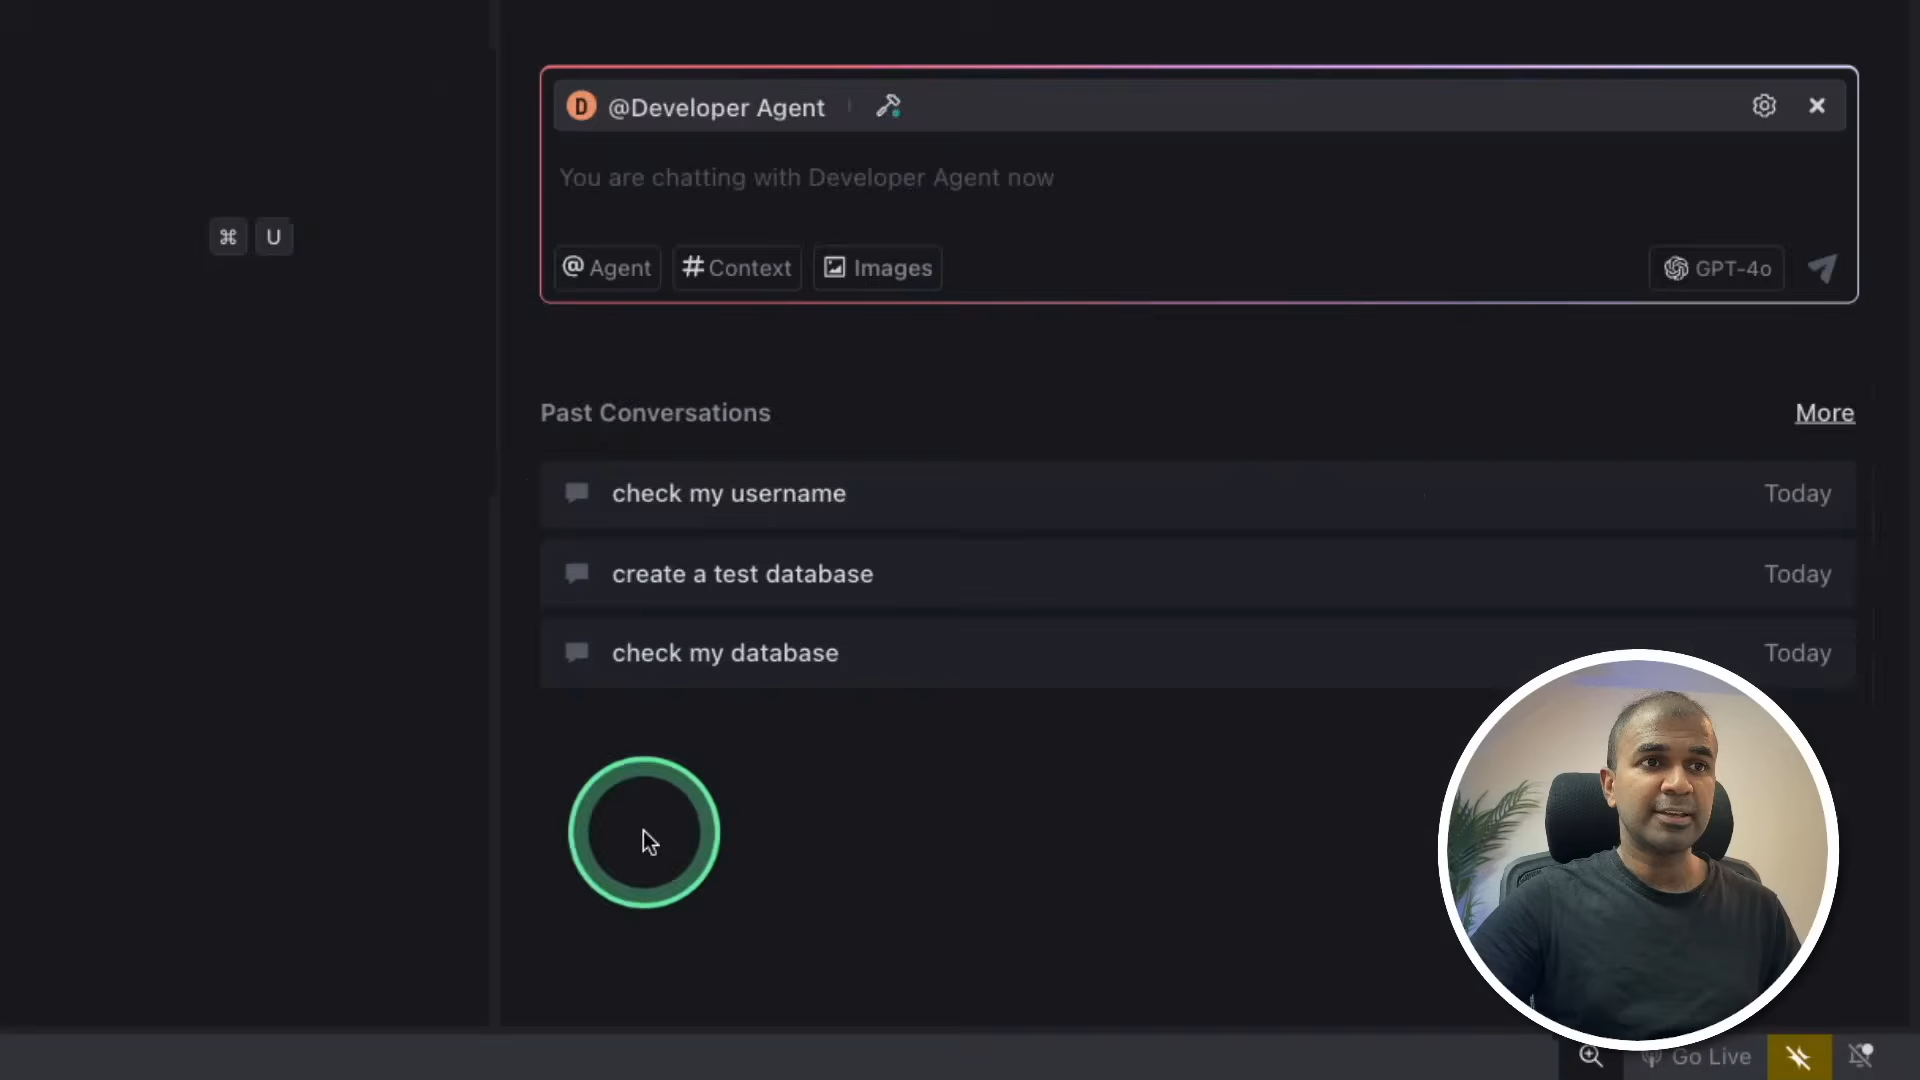 D @Developer Agent
You are chatting with Developer Agent now
⌘ U
@ Agent
# Context
Images
GPT-4o
Past Conversations
More
check my username
Today
create a test database
Today
check my database
Today
Go Live